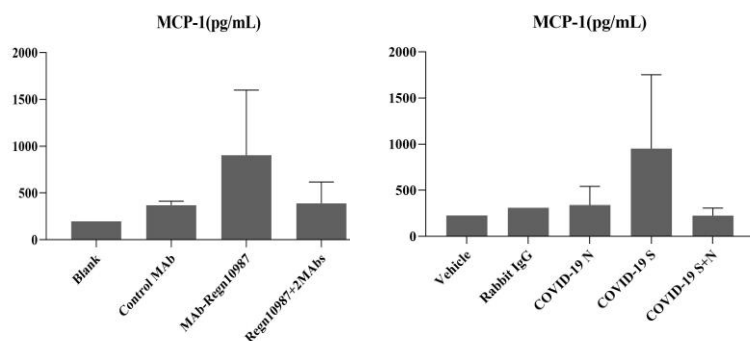 MCP-1(pg/mL)
2000
1500
1000
500
0
Blank
Control MAb
MAb-Regn10987
Regn10987+2MAbs
MCP-1(pg/mL)
2000
1500
1000
500
0
Vehicle
Rabbit IgG
COVID-19 N
COVID-19 S
COVID-19 S+N